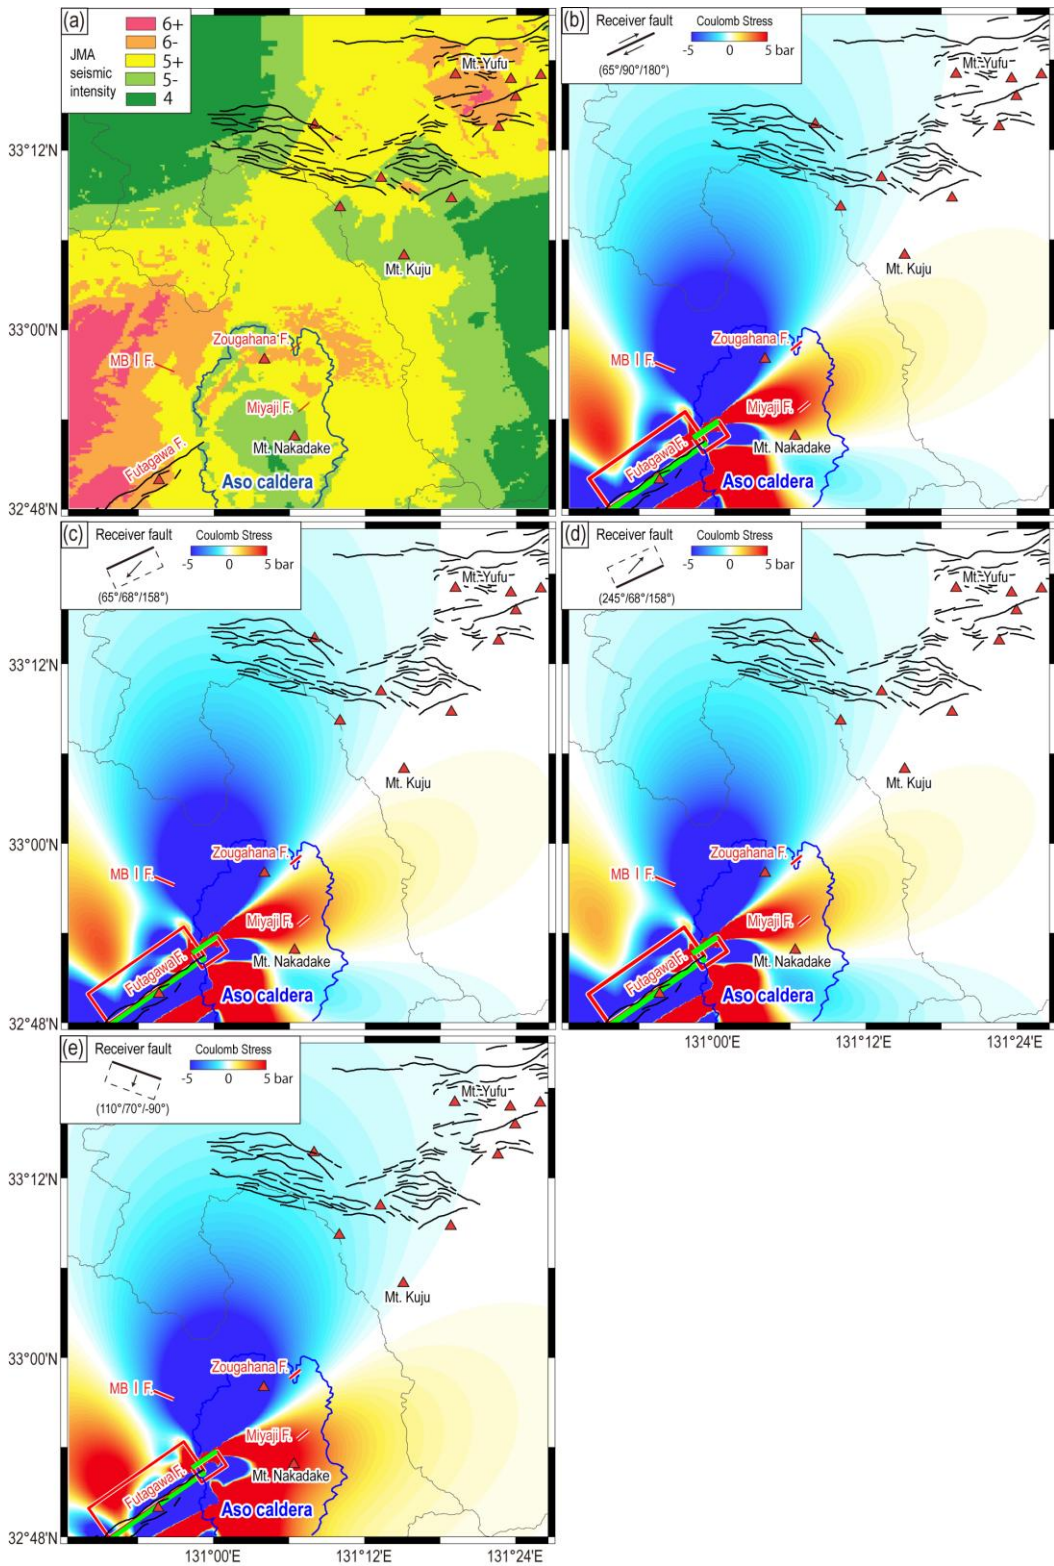 (a)
JMA
seismic
intensity
6+
6-
5+
5-
4
Mt. Yufu
33°12'N
Mt. Kuju
33°00'N
Zougahana F.
MB I F.
Miyaji F.
Futagawa F.
Mt. Nakadake
Aso caldera
32°48'N
(b)
Receiver fault
(65°/90°/180°)
Coulomb Stress
-5 0 5 bar
Mt. Yufu
Mt. Kuju
Zougahana F.
MB I F.
Miyaji F.
Futagawa F.
Mt. Nakadake
Aso caldera
(c)
Receiver fault
(65°/68°/158°)
Coulomb Stress
-5 0 5 bar
Mt. Yufu
33°12'N
Mt. Kuju
33°00'N
Zougahana F.
MB I F.
Miyaji F.
Futagawa F.
Mt. Nakadake
Aso caldera
32°48'N
(d)
Receiver fault
(245°/68°/158°)
Coulomb Stress
-5 0 5 bar
Mt. Yufu
Mt. Kuju
Zougahana F.
MB I F.
Miyaji F.
Futagawa F.
Mt. Nakadake
Aso caldera
131°00'E 131°12'E 131°24'E
(e)
Receiver fault
(110°/70°/-90°)
Coulomb Stress
-5 0 5 bar
Mt. Yufu
33°12'N
Mt. Kuju
33°00'N
Zougahana F.
MB I F.
Miyaji F.
Futagawa F.
Mt. Nakadake
Aso caldera
32°48'N
131°00'E 131°12'E 131°24'E